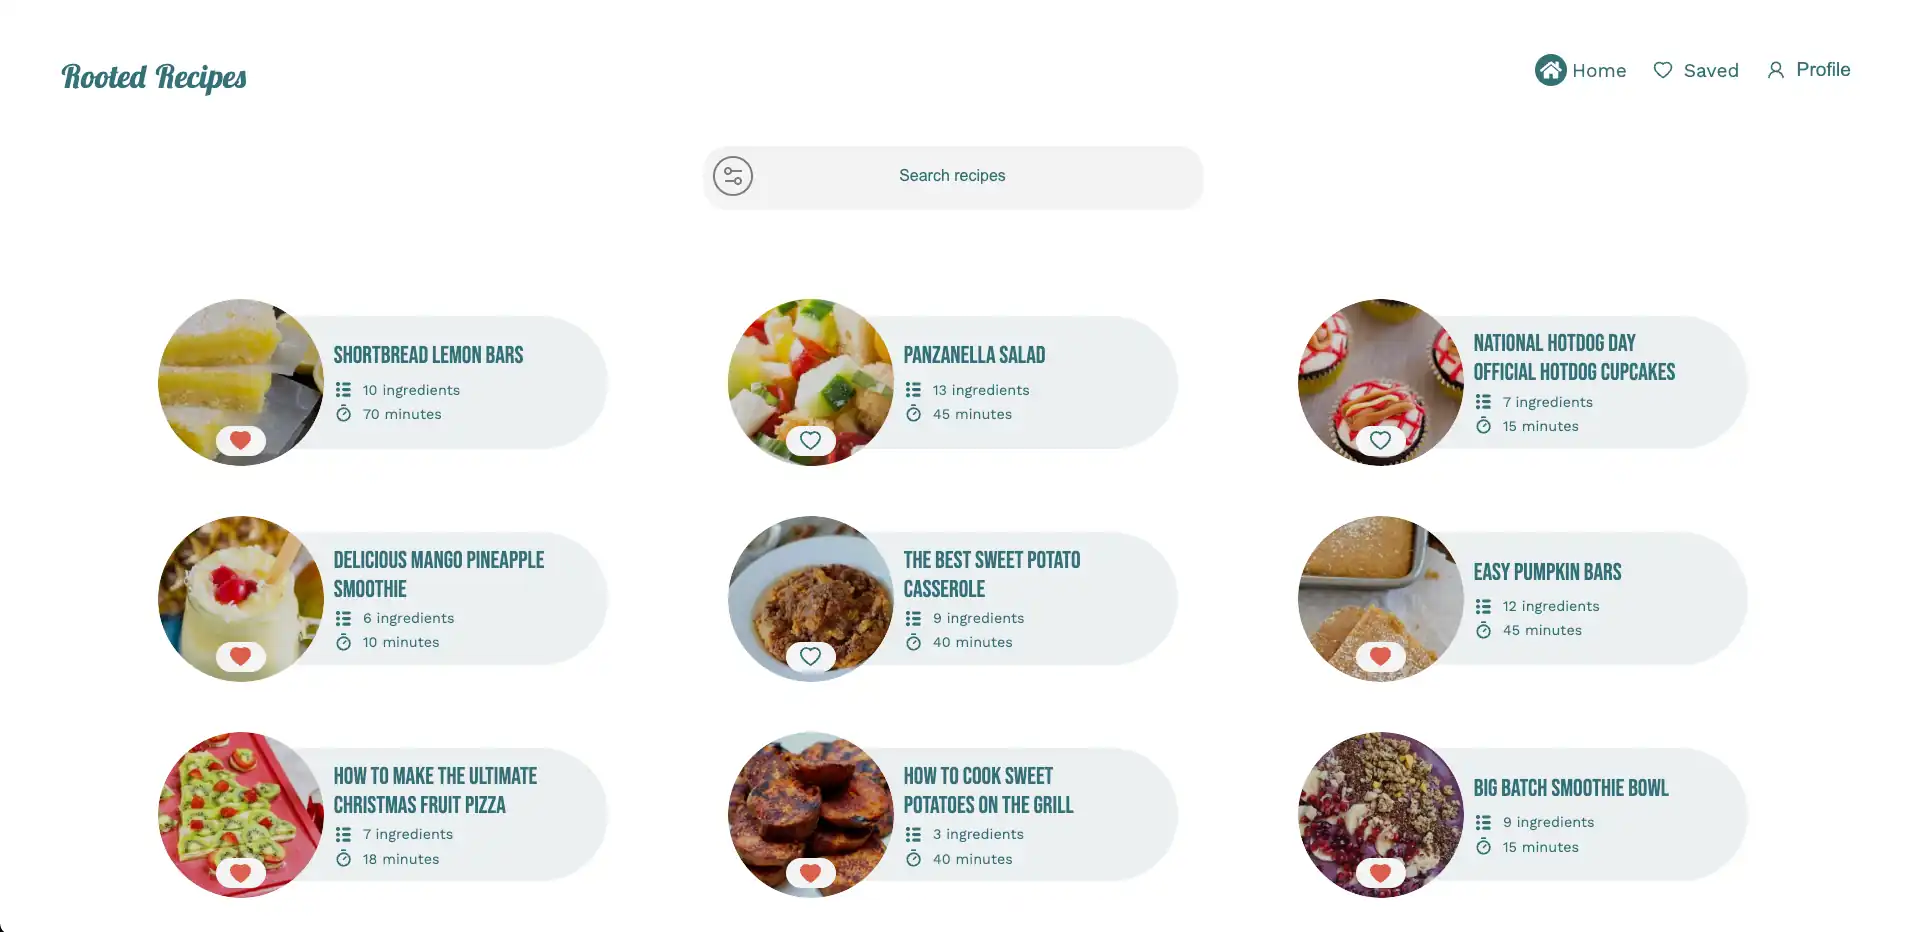 Rooted Recipes
Home
Saved
Profile
Search recipes
SHORTBREAD LEMON BARS
10 ingredients
70 minutes
PANZANELLA SALAD
13 ingredients
45 minutes
NATIONAL HOTDOG DAY
OFFICIAL HOTDOG CUPCAKES
7 ingredients
15 minutes
DELICIOUS MANGO PINEAPPLE
SMOOTHIE
6 ingredients
10 minutes
THE BEST SWEET POTATO
CASSEROLE
9 ingredients
40 minutes
EASY PUMPKIN BARS
12 ingredients
45 minutes
HOW TO MAKE THE ULTIMATE
CHRISTMAS FRUIT PIZZA
7 ingredients
18 minutes
HOW TO COOK SWEET
POTATOES ON THE GRILL
3 ingredients
40 minutes
BIG BATCH SMOOTHIE BOWL
9 ingredients
15 minutes